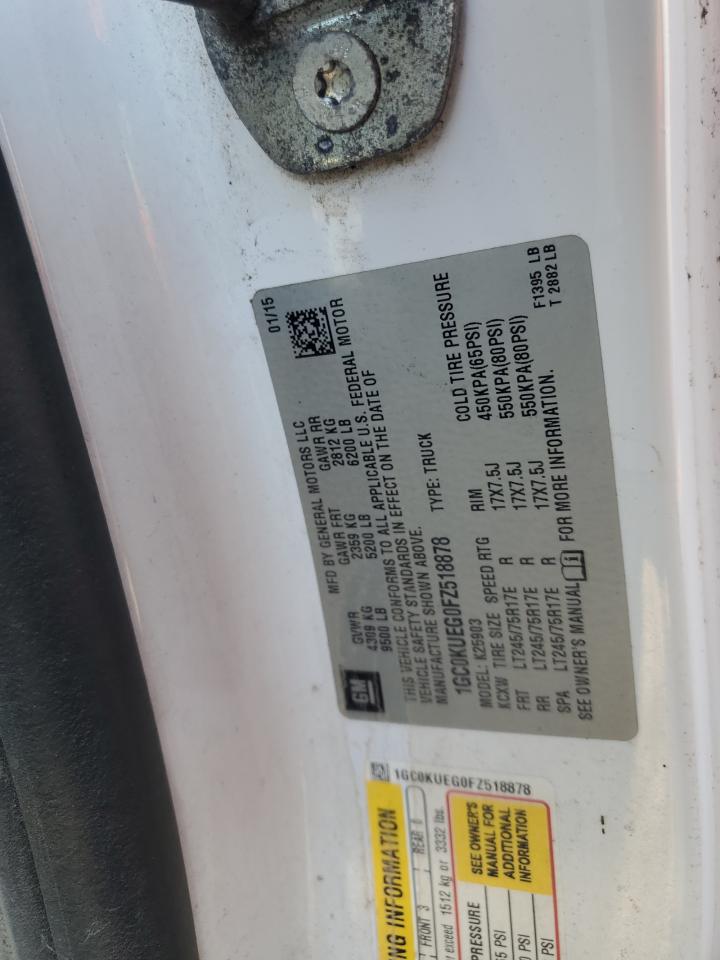 MFD BY GENERAL MOTORS LLC 01/15
GVWR GAWR FRT GAWR RR
4309 KG 2359 KG 2812 KG
9500 LB 5200 LB 6200 LB
THIS VEHICLE CONFORMS TO ALL APPLICABLE U.S. FEDERAL MOTOR
VEHICLE SAFETY STANDARDS IN EFFECT ON THE DATE OF
MANUFACTURE SHOWN ABOVE.
GM
1GC0KUEG0FZ518878 TYPE: TRUCK
MODEL: K25903
KCXW TIRE SIZE SPEED RTG RIM COLD TIRE PRESSURE
FRT LT245/75R17E R 17X7.5J 450KPA(65PSI)
RR LT245/75R17E R 17X7.5J 550KPA(80PSI)
SPA LT245/75R17E R 17X7.5J 550KPA(80PSI)
SEE OWNER'S MANUAL i FOR MORE INFORMATION.
F1395 LB
T 2882 LB
1GC0KUEG0FZ518878
INFORMATION
FRONT 3 REAR 0
exceed 1512 kg or 3332 lbs.
PRESSURE
PSI
PSI
PSI
SEE OWNER'S
MANUAL FOR
ADDITIONAL
INFORMATION